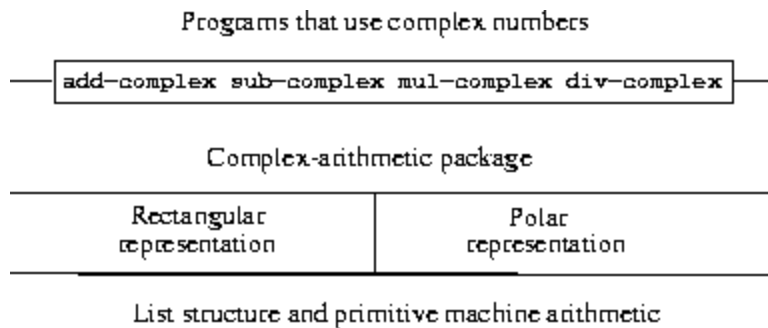 Programs that use complex numbers
add-complex sub-complex mul-complex div-complex
Complex-arithmetic package
Rectangular
representation
Polar
representation
List structure and primitive machine arithmetic